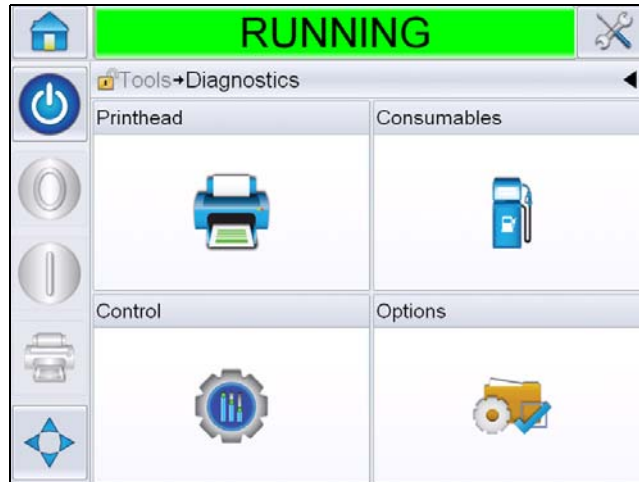 RUNNING
Tools→Diagnostics
Printhead
Consumables
Control
Options